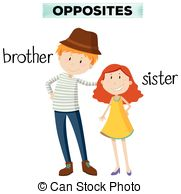 OPPOSITES
brother
sister
© Can Stock Photo